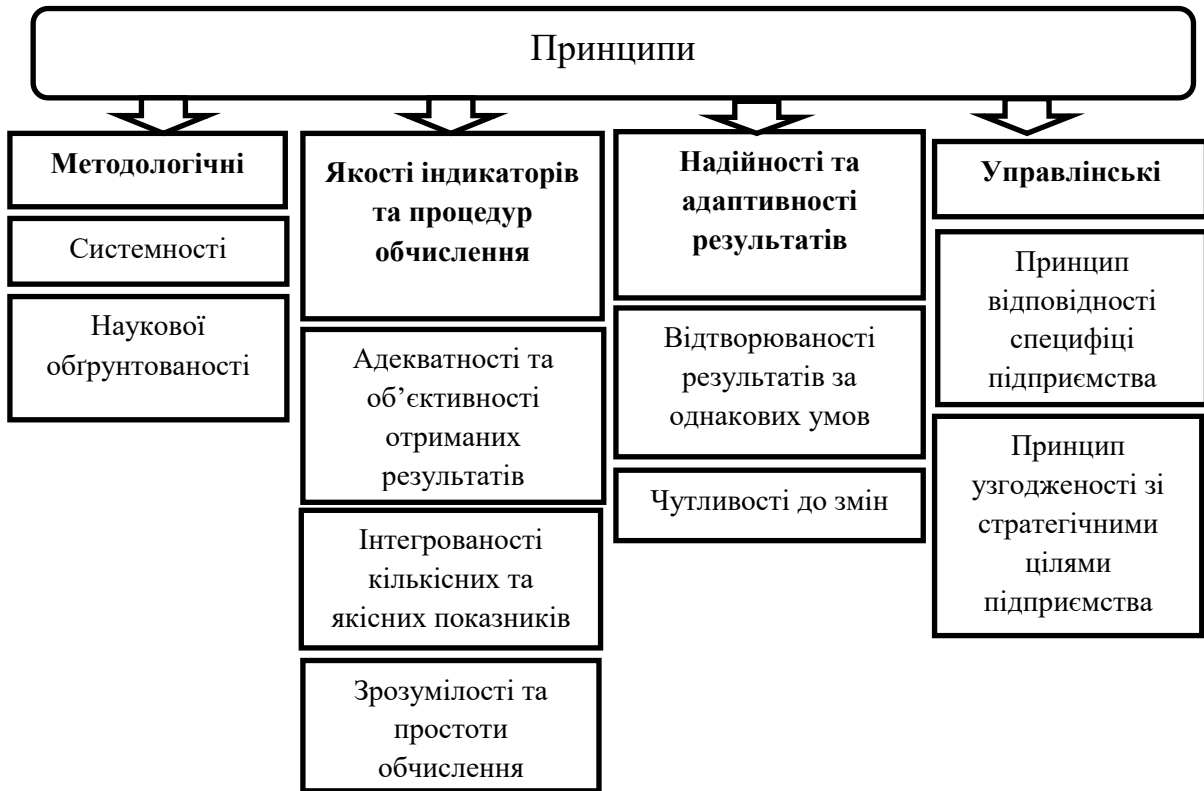 Принципи
Методологічні
Системності
Наукової
обґрунтованості
Якості індикаторів
та процедур
обчислення
Адекватності та
об’єктивності
отриманих
результатів
Інтегрованості
кількісних та
якісних показників
Зрозумілості та
простоти
обчислення
Надійності та
адаптивності
результатів
Відтворюваності
результатів за
однакових умов
Чутливості до змін
Управлінські
Принцип
відповідності
специфіці
підприємства
Принцип
узгодженості зі
стратегічними
цілями
підприємства